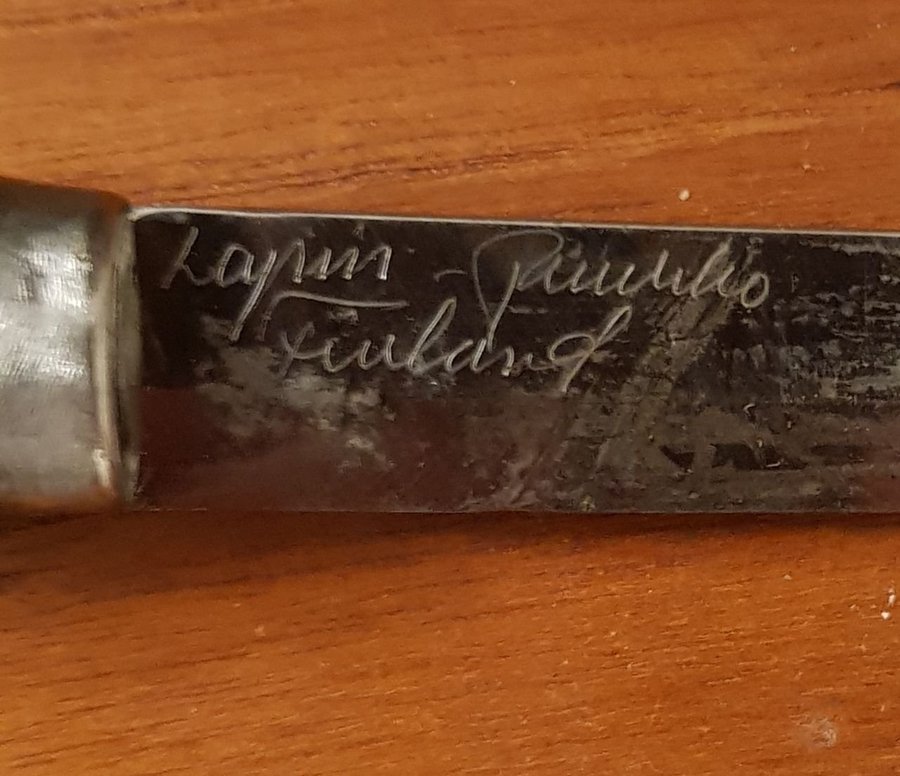 Lapin - Puukko
Finland